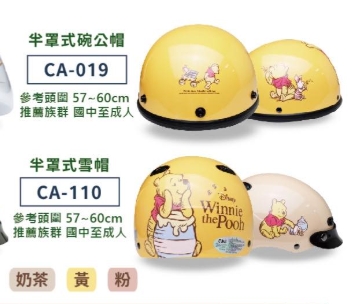 半罩式碗公帽
CA-019
參考頭圍 57~60cm
推薦族群 國中至成人
半罩式雪帽
CA-110
參考頭圍 57~60cm
推薦族群 國中至成人
Disney
Winnie
the Pooh
奶茶 黃 粉